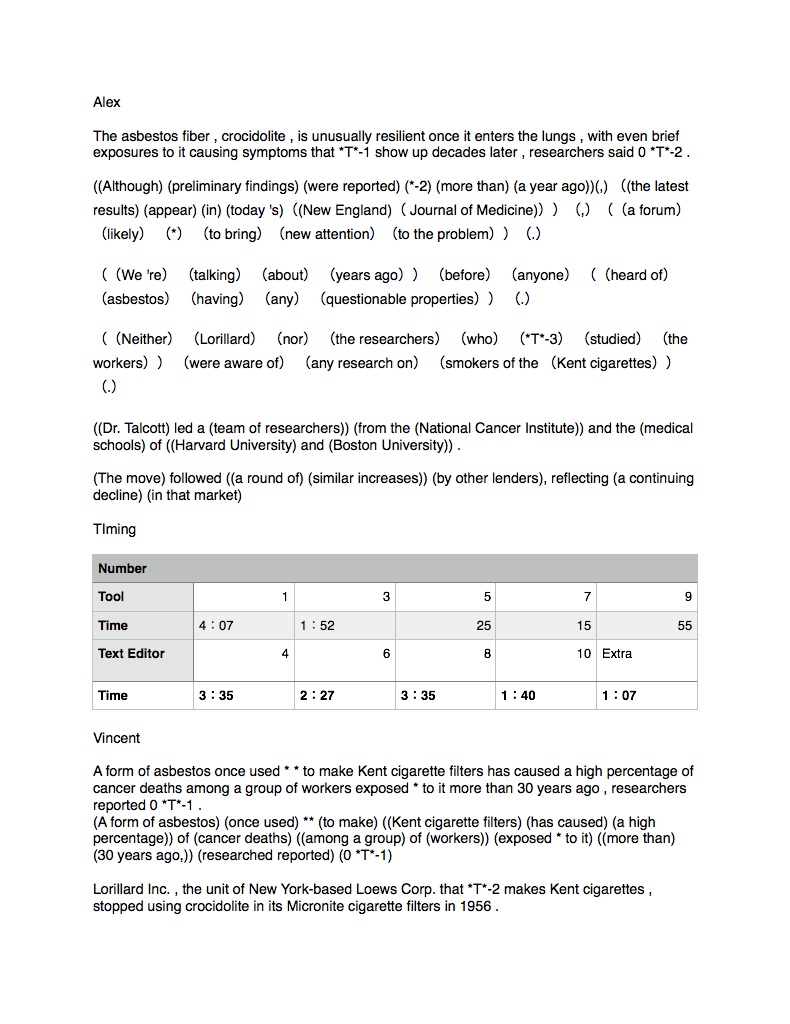 Alex
The asbestos fiber , crocidolite , is unusually resilient once it enters the lungs , with even brief
exposures to it causing symptoms that *T*-1 show up decades later , researchers said 0 *T*-2 .
((Although) (preliminary findings) (were reported) (*-2) (more than) (a year ago))(,) （(the latest
results) (appear) (in) (today 's)（(New England)（ Journal of Medicine)）） （,） （（a forum）
（likely） （*） （to bring） （new attention） （to the problem）） （.）
（（We 're） （talking） （about） （years ago）） （before） （anyone） （（heard of）
（asbestos） （having） （any） （questionable properties）） （.）
（（Neither） （Lorillard） （nor） （the researchers） （who） （*T*-3） （studied） （the
workers）） （were aware of） （any research on） （smokers of the （Kent cigarettes））
（.）
((Dr. Talcott) led a (team of researchers)) (from the (National Cancer Institute)) and the (medical
schools) of ((Harvard University) and (Boston University)) .
(The move) followed ((a round of) (similar increases)) (by other lenders), reflecting (a continuing
decline) (in that market)
TIming
Number
Tool 1 3 5 7 9
Time 4：07 1：52 25 15 55
Text Editor 4 6 8 10 Extra
Time 3：35 2：27 3：35 1：40 1：07
Vincent
A form of asbestos once used * * to make Kent cigarette filters has caused a high percentage of
cancer deaths among a group of workers exposed * to it more than 30 years ago , researchers
reported 0 *T*-1 .
(A form of asbestos) (once used) ** (to make) ((Kent cigarette filters) (has caused) (a high
percentage)) of (cancer deaths) ((among a group) of (workers)) (exposed * to it) ((more than)
(30 years ago,)) (researched reported) (0 *T*-1)
Lorillard Inc. , the unit of New York-based Loews Corp. that *T*-2 makes Kent cigarettes ,
stopped using crocidolite in its Micronite cigarette filters in 1956 .